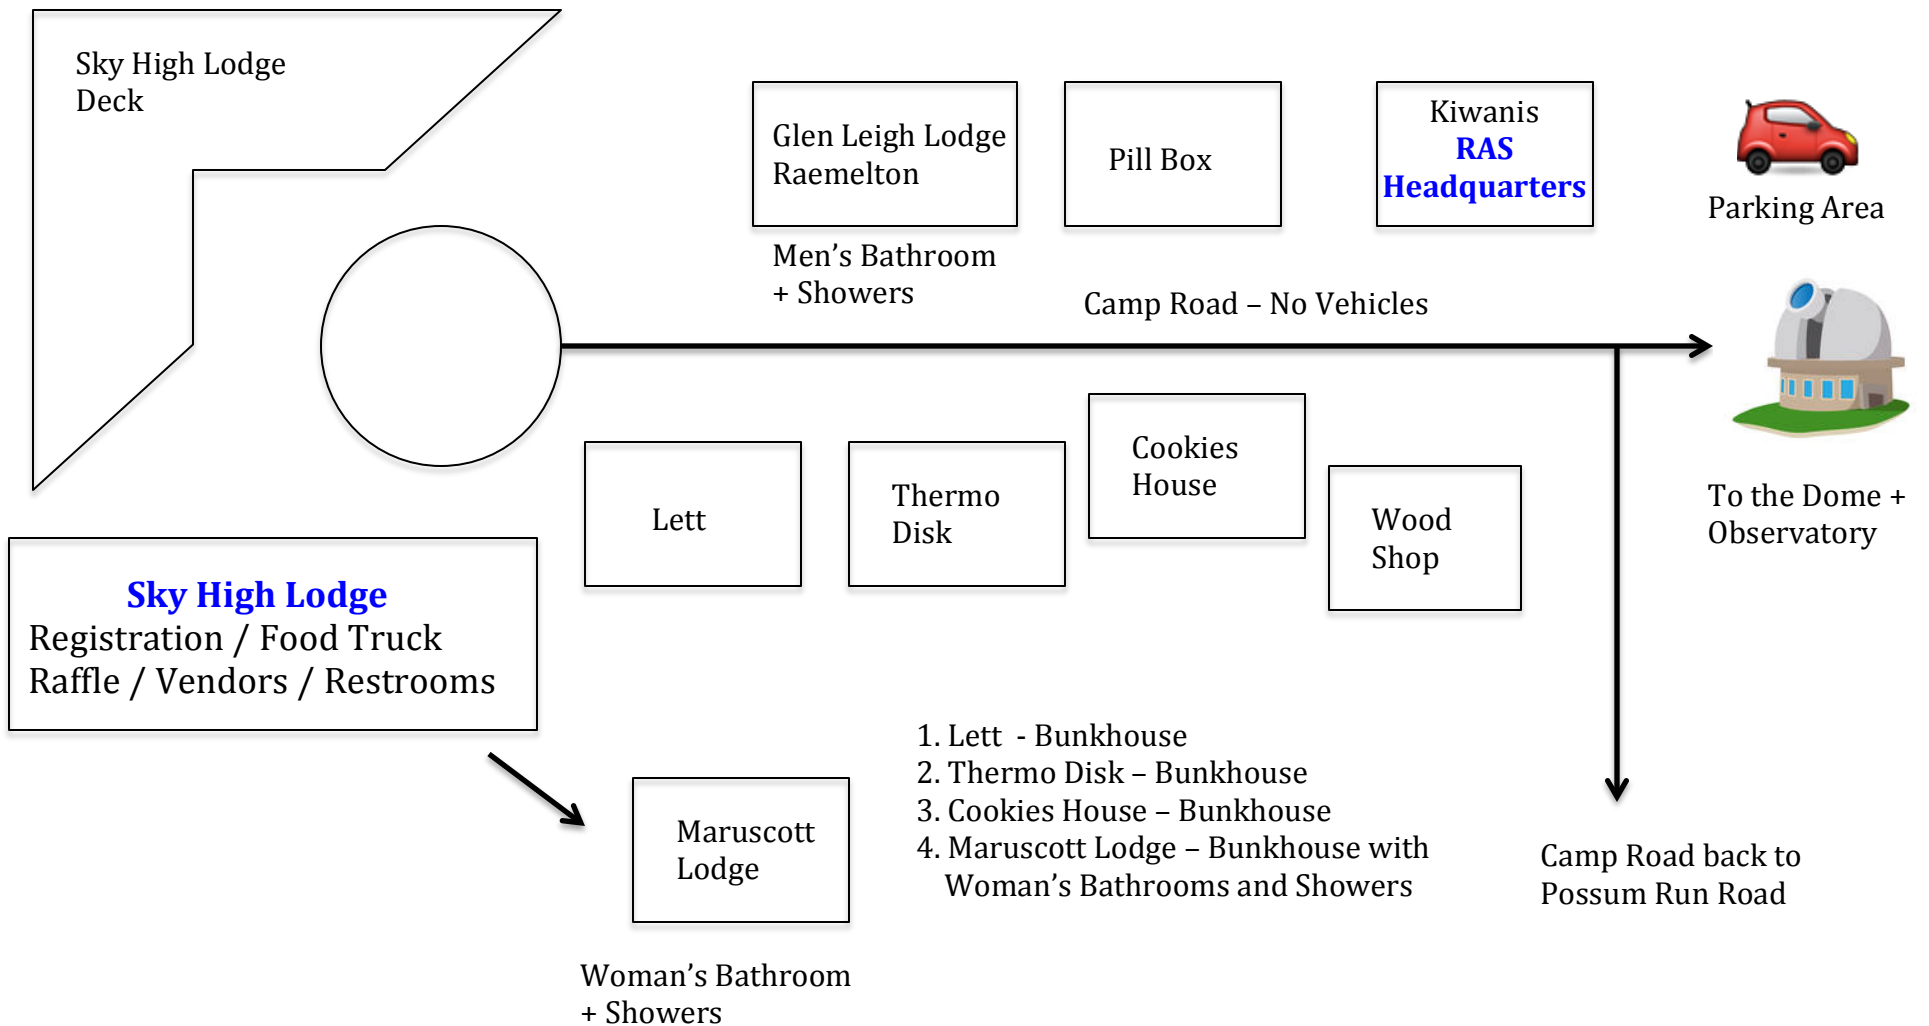 Sky High Lodge
Deck
Glen Leigh Lodge
Raemelton
Men’s Bathroom
+ Showers
Pill Box
Kiwanis
RAS
Headquarters
Parking Area
Camp Road – No Vehicles
To the Dome +
Observatory
Lett
Thermo
Disk
Cookies
House
Wood
Shop
Sky High Lodge
Registration / Food Truck
Raffle / Vendors / Restrooms
Maruscott
Lodge
Woman’s Bathroom
+ Showers
1. Lett  - Bunkhouse
2. Thermo Disk – Bunkhouse
3. Cookies House – Bunkhouse
4. Maruscott Lodge – Bunkhouse with
Woman’s Bathrooms and Showers
Camp Road back to
Possum Run Road